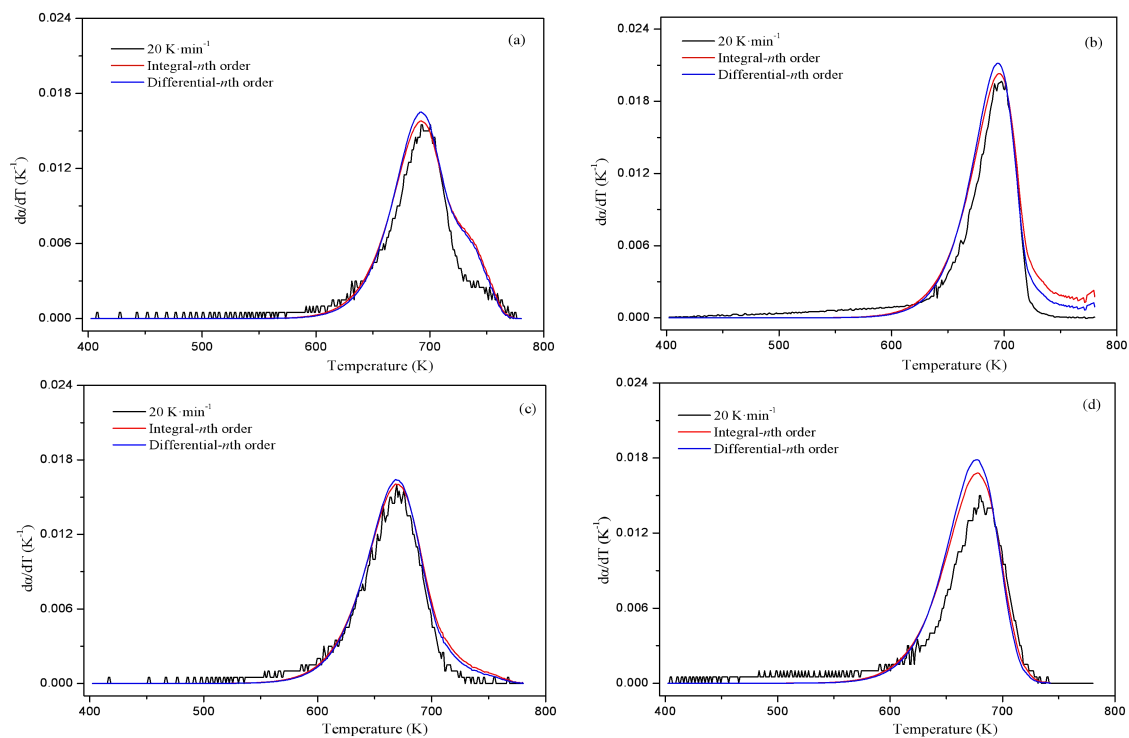 (a)
20 K·min⁻¹
Integral-nth order
Differential-nth order
dα/dT (K⁻¹)
0.024
0.018
0.012
0.006
0.000
400 500 600 700 800
Temperature (K)
(b)
20 K·min⁻¹
Integral-nth order
Differential-nth order
dα/dT (K⁻¹)
0.024
0.018
0.012
0.006
0.000
400 500 600 700 800
Temperature (K)
(c)
20 K·min⁻¹
Integral-nth order
Differential-nth order
dα/dT (K⁻¹)
0.024
0.018
0.012
0.006
0.000
400 500 600 700 800
Temperature (K)
(d)
20 K·min⁻¹
Integral-nth order
Differential-nth order
dα/dT (K⁻¹)
0.024
0.018
0.012
0.006
0.000
400 500 600 700 800
Temperature (K)